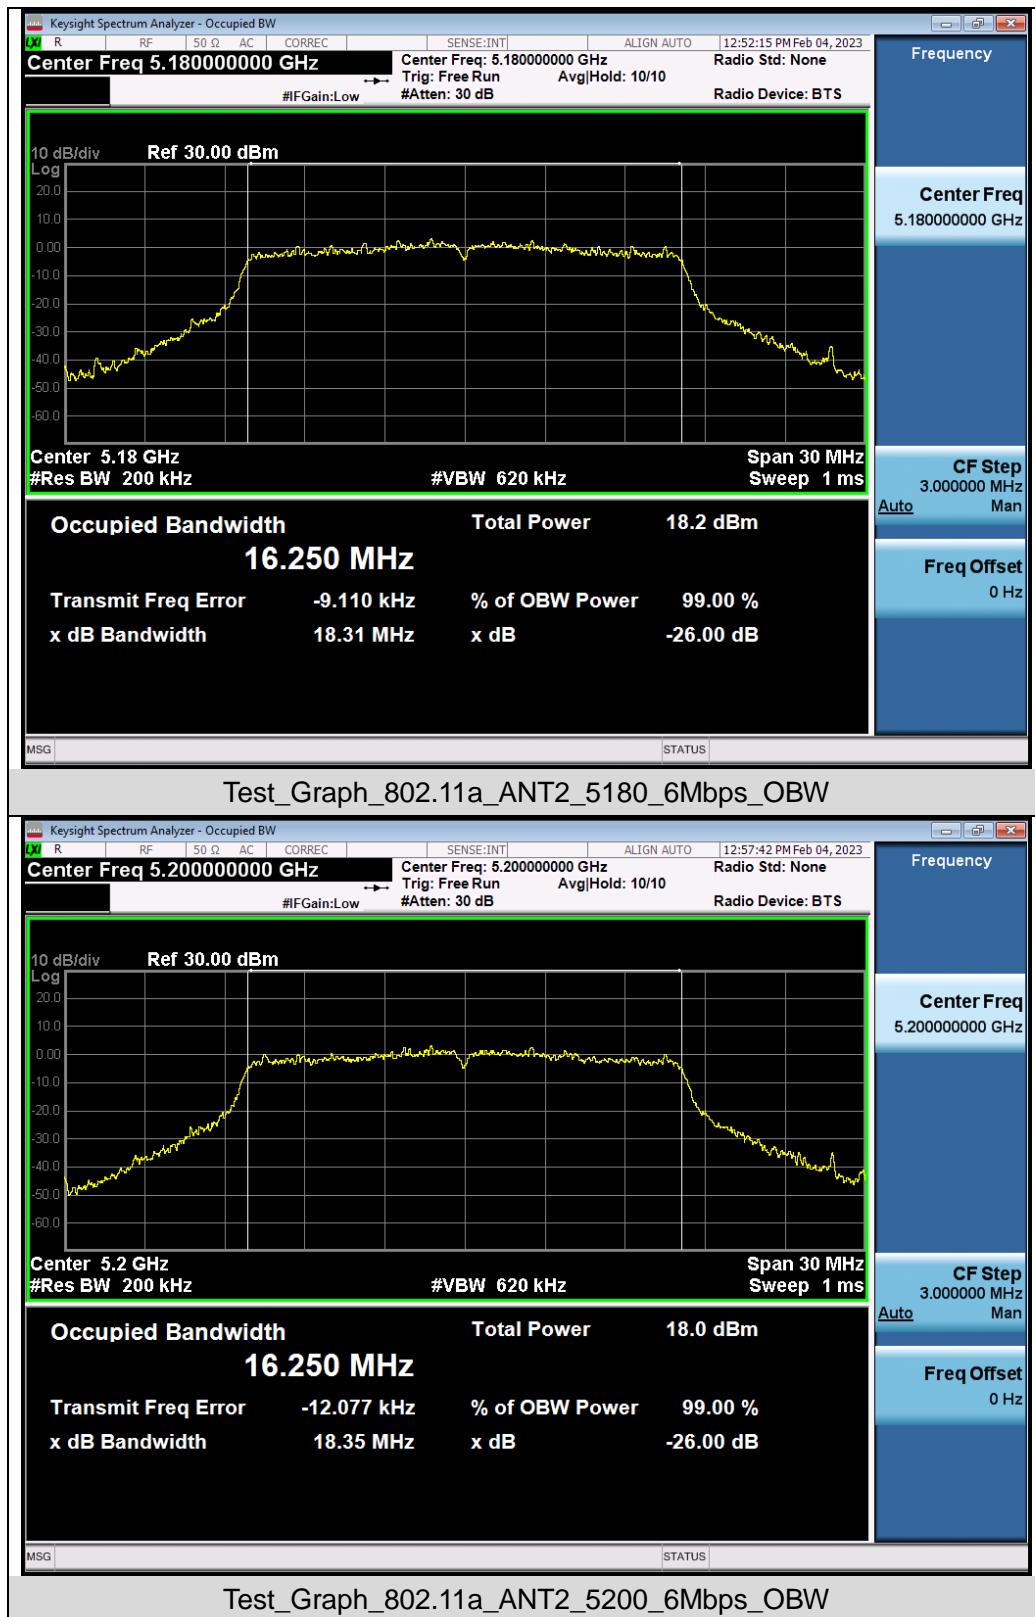 Keysight Spectrum Analyzer - Occupied BW
LXI R RF 50 Ω AC CORREC SENSE:INT ALIGN AUTO 12:52:15 PM Feb 04, 2023
Center Freq 5.180000000 GHz
Center Freq: 5.180000000 GHz
Radio Std: None
Trig: Free Run Avg|Hold: 10/10
#IFGain:Low #Atten: 30 dB Radio Device: BTS
10 dB/div Ref 30.00 dBm
Log
20.0
10.0
0.00
-10.0
-20.0
-30.0
-40.0
-50.0
-60.0
Center 5.18 GHz Span 30 MHz
#Res BW 200 kHz #VBW 620 kHz Sweep 1 ms
Occupied Bandwidth Total Power 18.2 dBm
16.250 MHz
Transmit Freq Error -9.110 kHz % of OBW Power 99.00 %
x dB Bandwidth 18.31 MHz x dB -26.00 dB
MSG STATUS
Frequency
Center Freq
5.180000000 GHz
CF Step
3.000000 MHz
Auto Man
Freq Offset
0 Hz
Test_Graph_802.11a_ANT2_5180_6Mbps_OBW
Keysight Spectrum Analyzer - Occupied BW
LXI R RF 50 Ω AC CORREC SENSE:INT ALIGN AUTO 12:57:42 PM Feb 04, 2023
Center Freq 5.200000000 GHz
Center Freq: 5.200000000 GHz
Radio Std: None
Trig: Free Run Avg|Hold: 10/10
#IFGain:Low #Atten: 30 dB Radio Device: BTS
10 dB/div Ref 30.00 dBm
Log
20.0
10.0
0.00
-10.0
-20.0
-30.0
-40.0
-50.0
-60.0
Center 5.2 GHz Span 30 MHz
#Res BW 200 kHz #VBW 620 kHz Sweep 1 ms
Occupied Bandwidth Total Power 18.0 dBm
16.250 MHz
Transmit Freq Error -12.077 kHz % of OBW Power 99.00 %
x dB Bandwidth 18.35 MHz x dB -26.00 dB
MSG STATUS
Frequency
Center Freq
5.200000000 GHz
CF Step
3.000000 MHz
Auto Man
Freq Offset
0 Hz
Test_Graph_802.11a_ANT2_5200_6Mbps_OBW